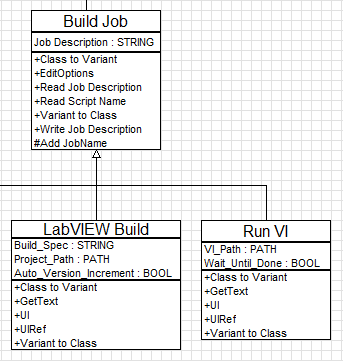 Build Job
Job Description : STRING
+Class to Variant
+EditOptions
+Read Job Description
+Read Script Name
+Variant to Class
+Write Job Description
#Add JobName
LabVIEW Build
Build_Spec : STRING
Project_Path : PATH
Auto_Version_Increment : BOOL
+Class to Variant
+GetText
+UI
+UIRef
+Variant to Class
Run VI
VI_Path : PATH
Wait_Until_Done : BOOL
+Class to Variant
+GetText
+UI
+UIRef
+Variant to Class